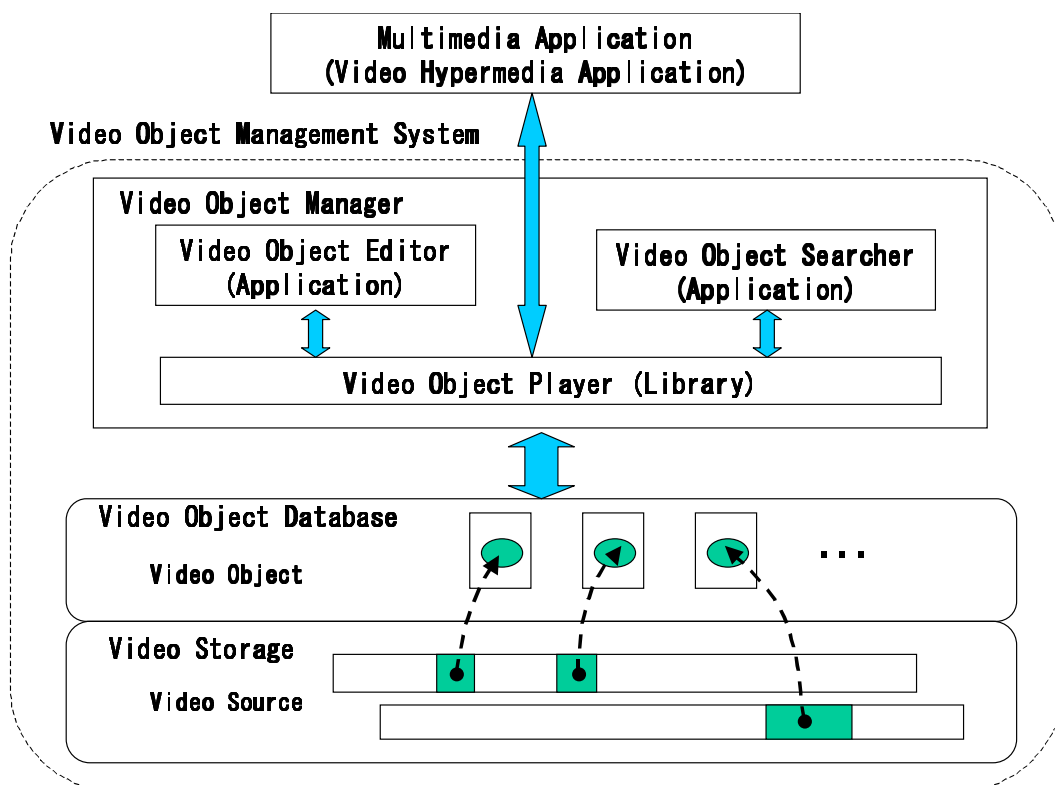 Multimedia Application
(Video Hypermedia Application)
Video Object Management System
Video Object Manager
Video Object Editor
(Application)
Video Object Searcher
(Application)
Video Object Player (Library)
Video Object Database
...
Video Object
Video Storage
Video Source